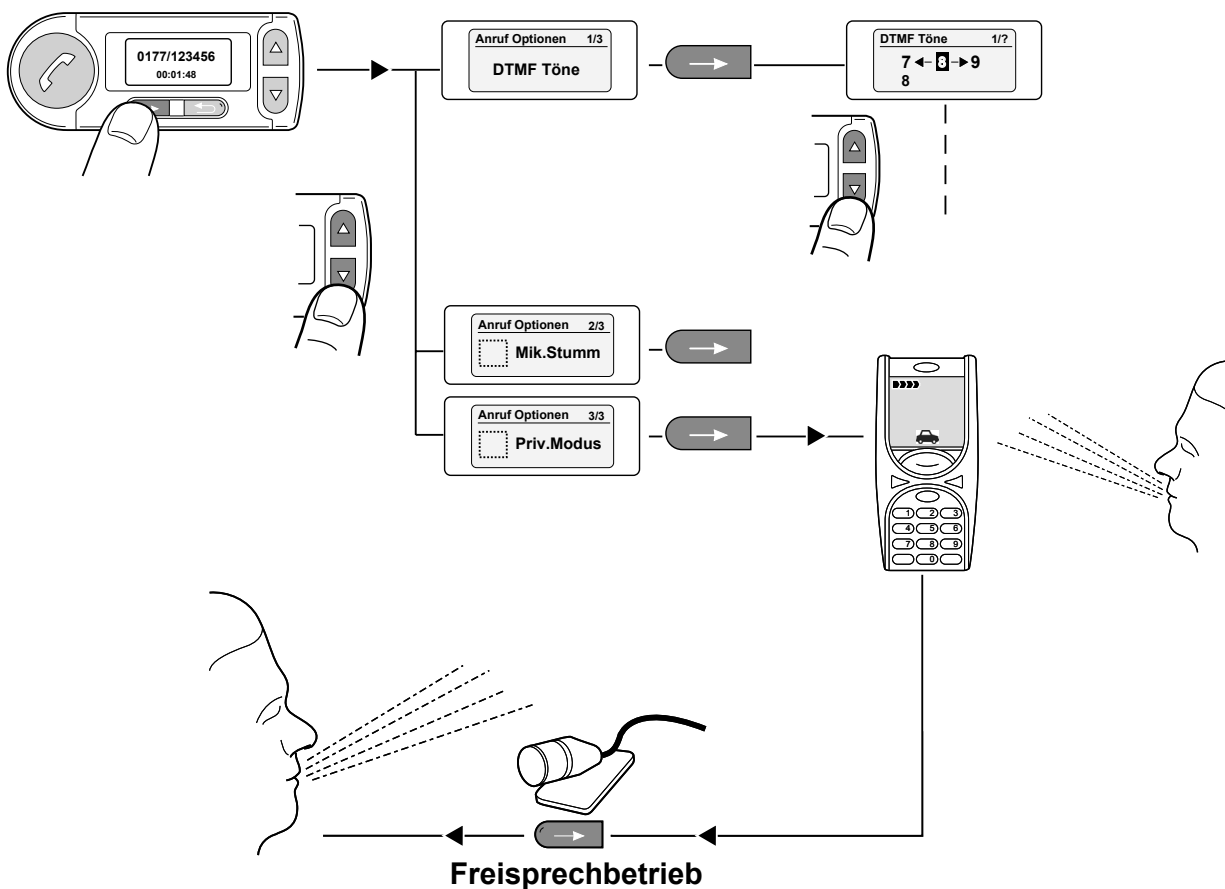 0177/123456
00:01:48
Anruf Optionen 1/3
DTMF Töne
DTMF Töne 1/?
7 8 9
8
Anruf Optionen 2/3
Mik.Stumm
Anruf Optionen 3/3
Priv.Modus
1 2 3
4 5 6
7 8 9
0
Freisprechbetrieb